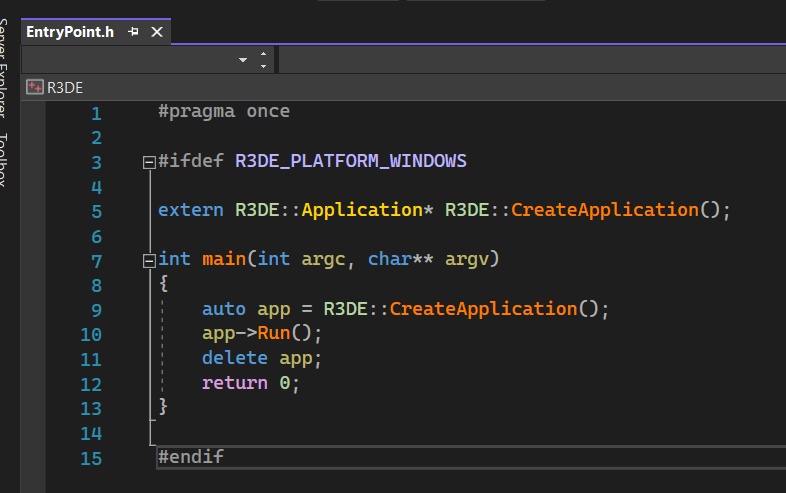 EntryPoint.h
Server Explorer
Toolbox
R3DE
1 #pragma once
2
3 #ifdef R3DE_PLATFORM_WINDOWS
4
5 extern R3DE::Application* R3DE::CreateApplication();
6
7 int main(int argc, char** argv)
8 {
9 auto app = R3DE::CreateApplication();
10 app->Run();
11 delete app;
12 return 0;
13 }
14
15 #endif